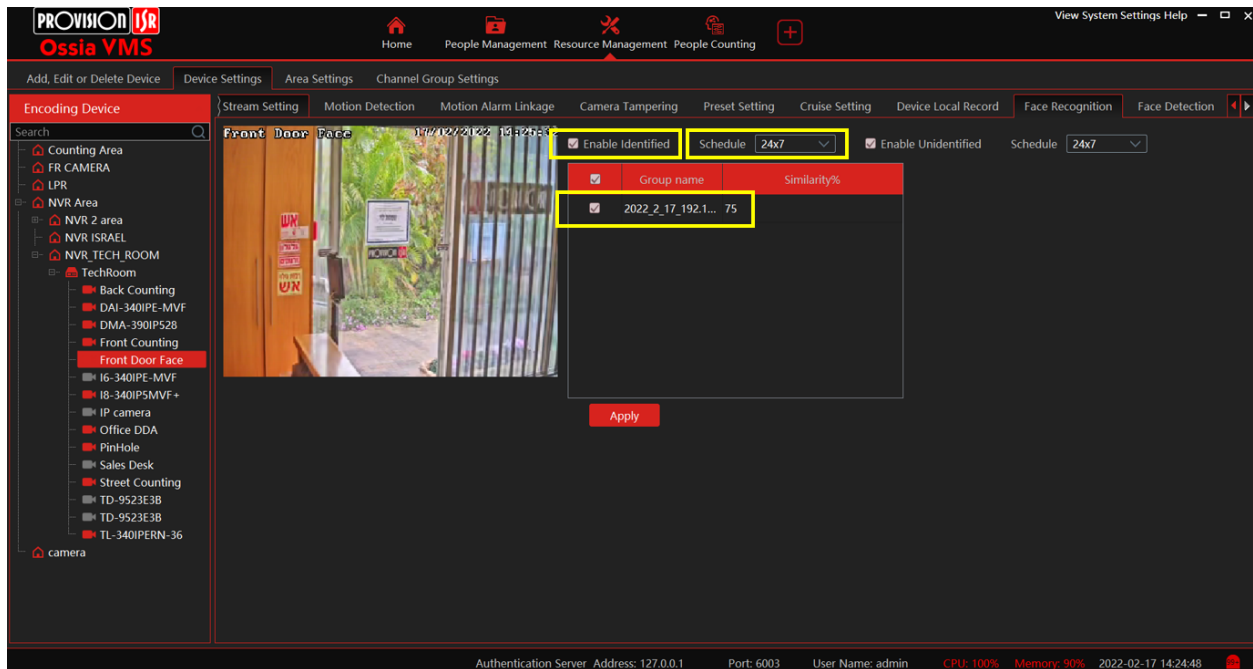 PROVISION ISR
Ossia VMS
Home
People Management
Resource Management
People Counting
View System Settings Help
Add, Edit or Delete Device
Device Settings
Area Settings
Channel Group Settings
Encoding Device
Search
Counting Area
FR CAMERA
LPR
NVR Area
NVR 2 area
NVR ISRAEL
NVR_TECH_ROOM
TechRoom
Back Counting
DAI-340IPE-MVF
DMA-390IP528
Front Counting
Front Door Face
I6-340IPE-MVF
I8-340IP5MVF+
IP camera
Office DDA
PinHole
Sales Desk
Street Counting
TD-9523E3B
TD-9523E3B
TL-340IPERN-36
camera
Stream Setting
Motion Detection
Motion Alarm Linkage
Camera Tampering
Preset Setting
Cruise Setting
Device Local Record
Face Recognition
Face Detection
Front Door Face
אש
אש
Enable Identified
Schedule 24x7
Enable Unidentified
Schedule 24x7
Group name Similarity%
2022_2_17_192.1... 75
Apply
Authentication Server Address: 127.0.0.1 Port: 6003 User Name: admin CPU: 100% Memory: 90% 2022-02-17 14:24:48